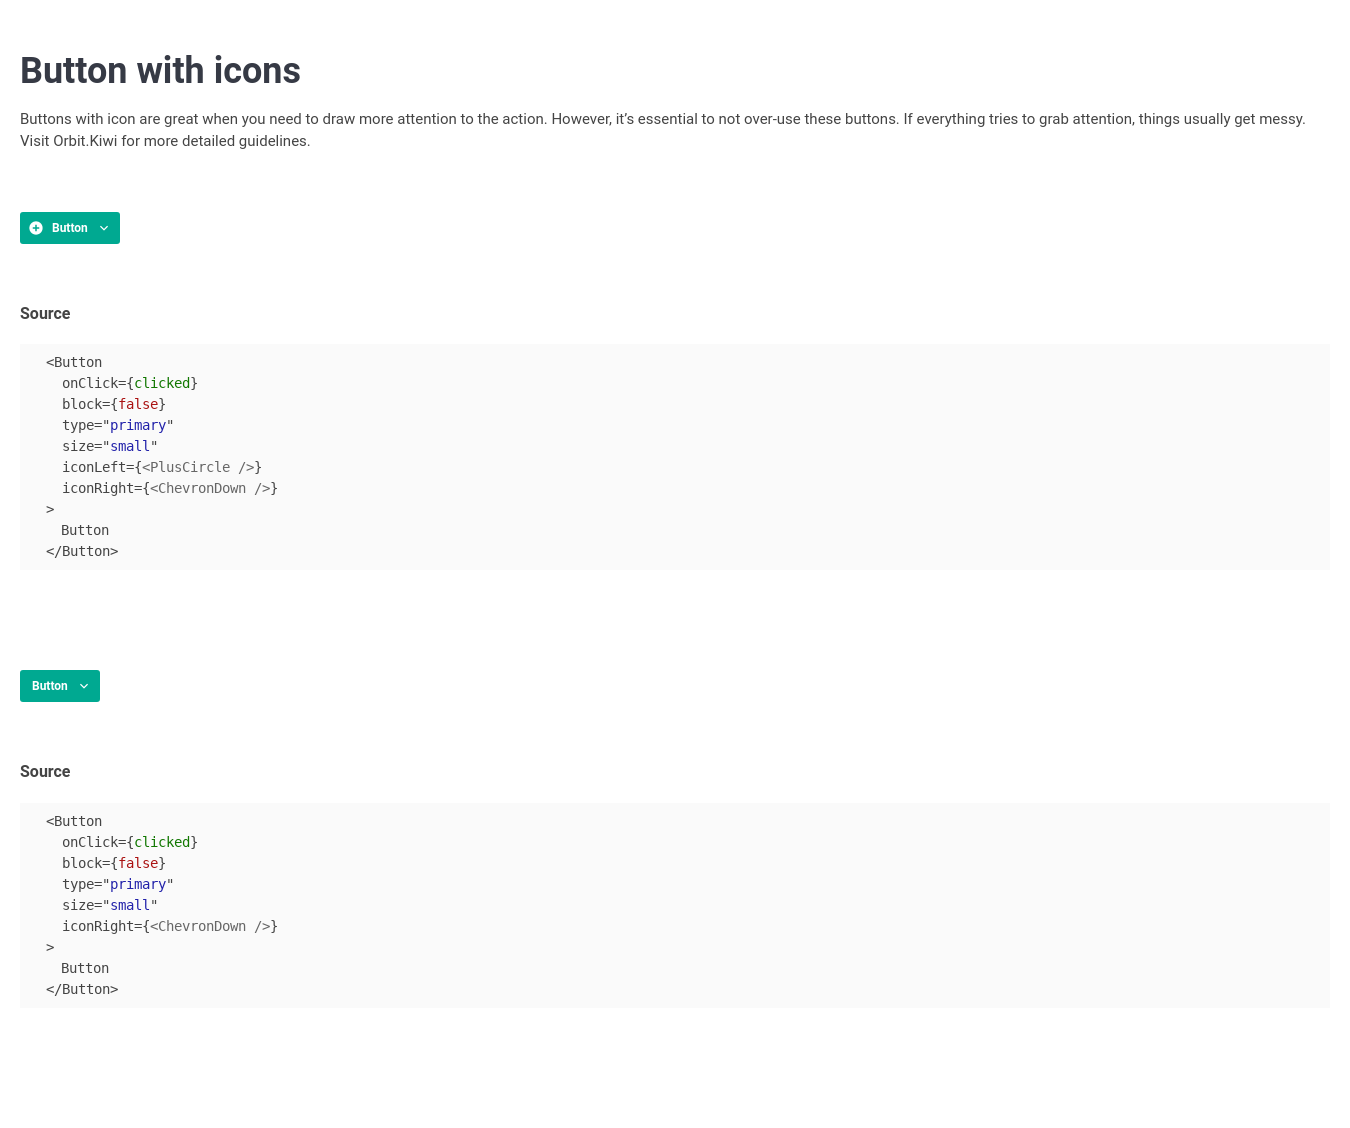 Button with icons
Buttons with icon are great when you need to draw more attention to the action. However, it’s essential to not over-use these buttons. If everything tries to grab attention, things usually get messy.
Visit Orbit.Kiwi for more detailed guidelines.
Button
Source
<Button
  onClick={clicked}
  block={false}
  type="primary"
  size="small"
  iconLeft={<PlusCircle />}
  iconRight={<ChevronDown />}
>
  Button
</Button>
Button
Source
<Button
  onClick={clicked}
  block={false}
  type="primary"
  size="small"
  iconRight={<ChevronDown />}
>
  Button
</Button>